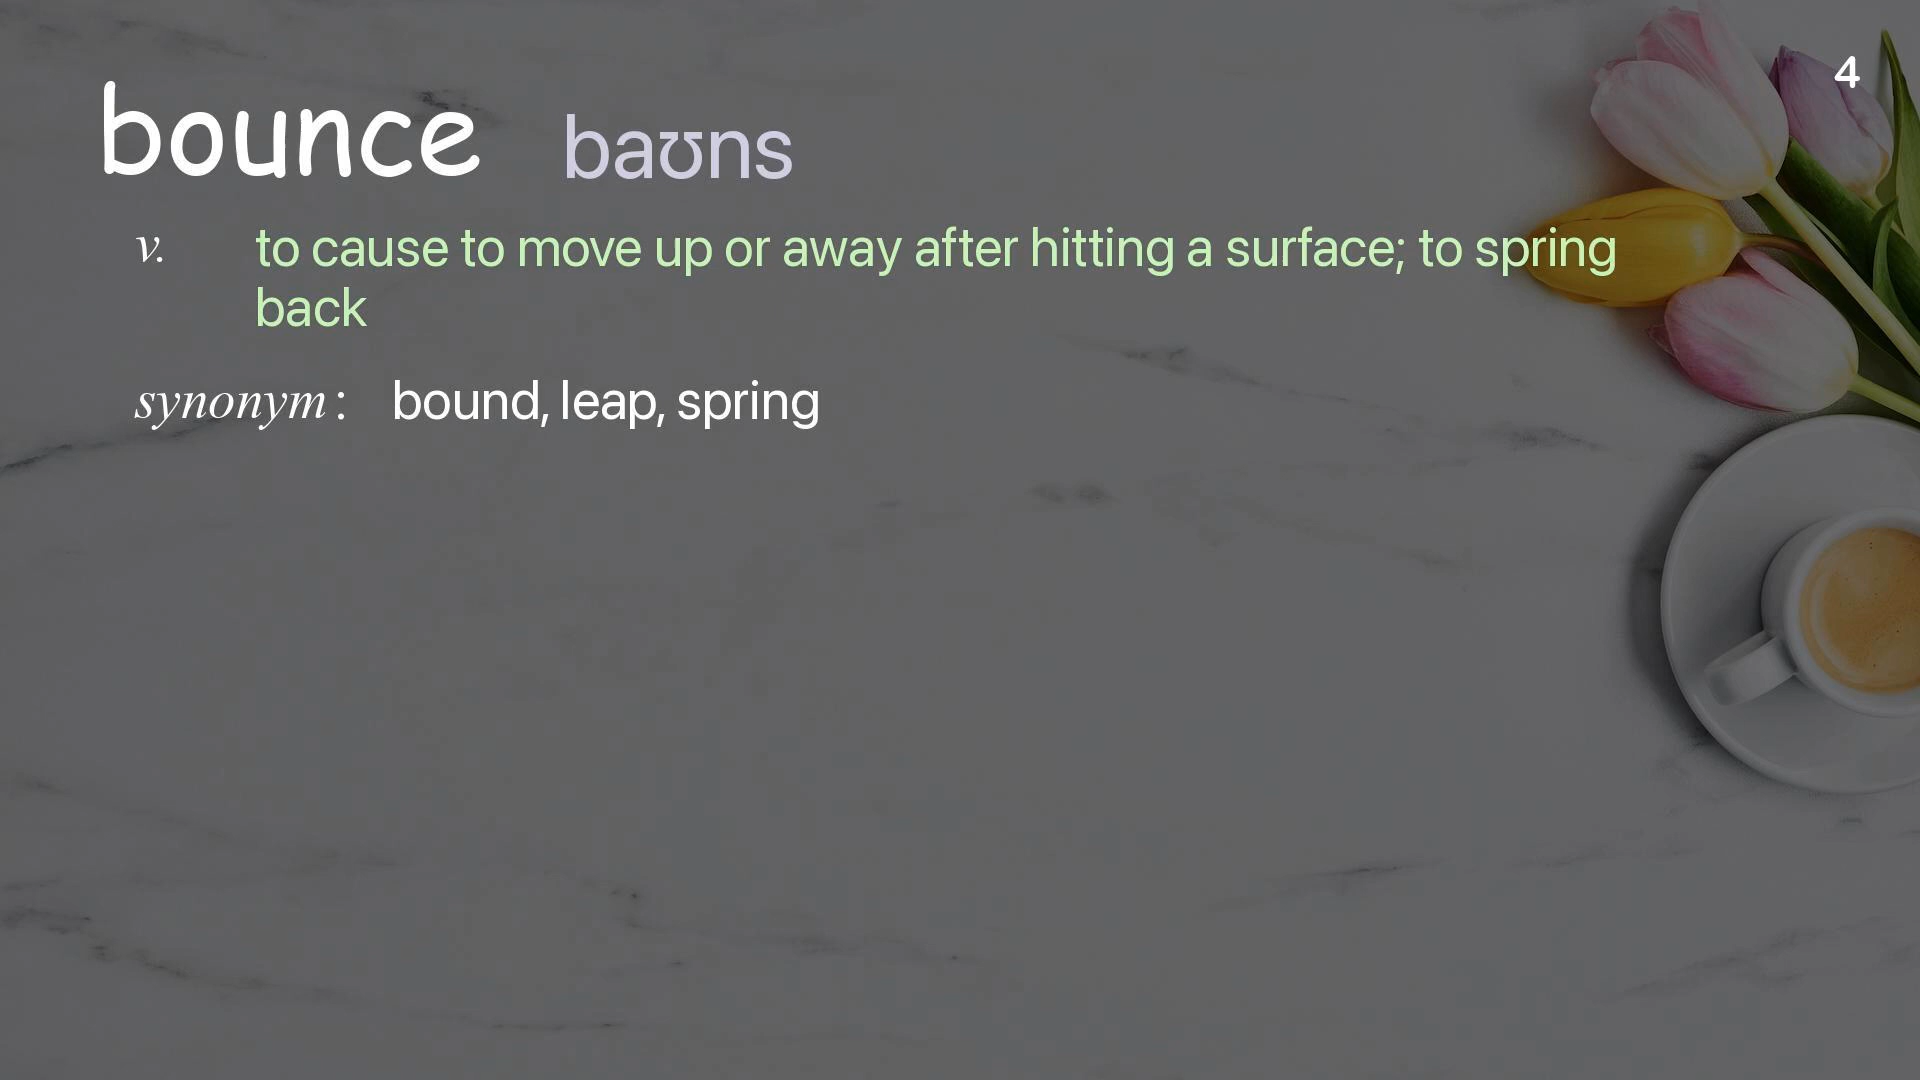 4
bounce baʊns
v. to cause to move up or away after hitting a surface; to spring
back
synonym : bound, leap, spring